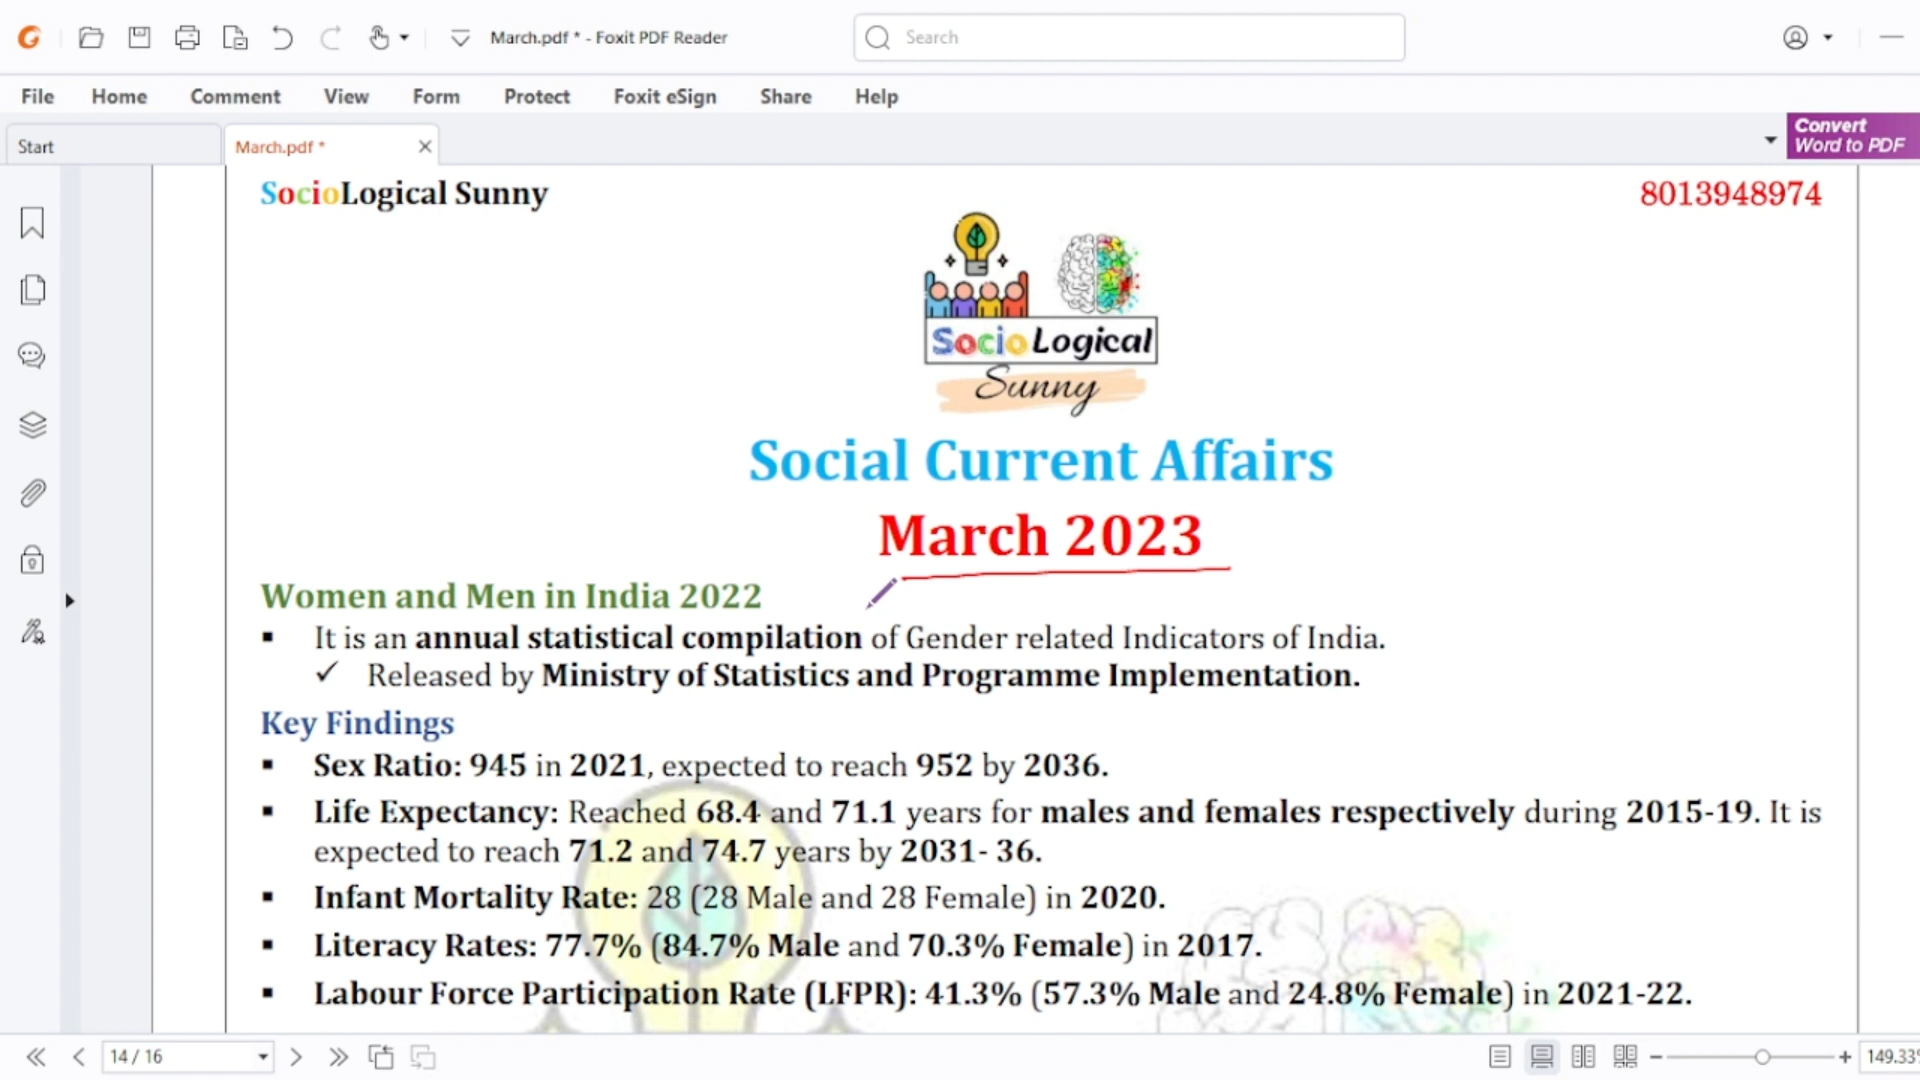 March.pdf * - Foxit PDF Reader
Search
File Home Comment View Form Protect Foxit eSign Share Help
Start
March.pdf *
Convert
Word to PDF
SocioLogical Sunny
8013948974
Socio Logical
Sunny
Social Current Affairs
March 2023
Women and Men in India 2022
▪ It is an annual statistical compilation of Gender related Indicators of India.
✓ Released by Ministry of Statistics and Programme Implementation.
Key Findings
▪ Sex Ratio: 945 in 2021, expected to reach 952 by 2036.
▪ Life Expectancy: Reached 68.4 and 71.1 years for males and females respectively during 2015-19. It is
expected to reach 71.2 and 74.7 years by 2031- 36.
▪ Infant Mortality Rate: 28 (28 Male and 28 Female) in 2020.
▪ Literacy Rates: 77.7% (84.7% Male and 70.3% Female) in 2017.
▪ Labour Force Participation Rate (LFPR): 41.3% (57.3% Male and 24.8% Female) in 2021-22.
14 / 16
149.33